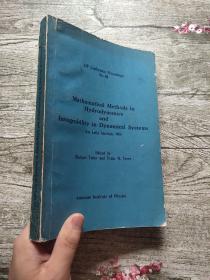 AIP Conference Proceedings
No. 88
Mathematical Methods in
Hydrodynamics
and
Integrability in Dynamical Systems
(La Jolla Institute, 1981)
Edited by
Michael Tabor and Yvain M. Treve
American Institute of Physics